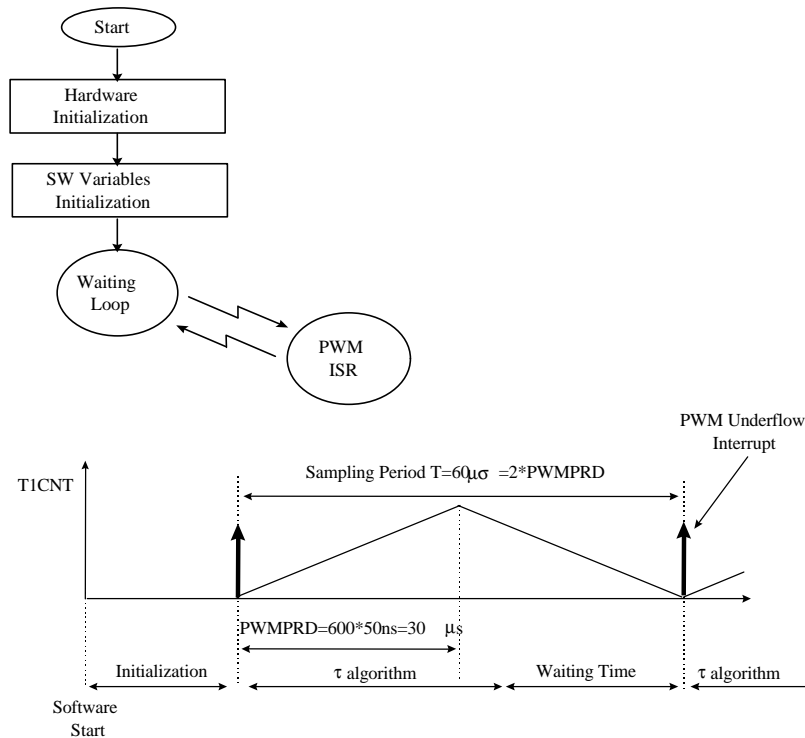 Start
Hardware
Initialization
SW Variables
Initialization
Waiting
Loop
PWM
ISR
PWM Underflow
Interrupt
T1CNT
Sampling Period T=60μσ =2*PWMPRD
PWMPRD=600*50ns=30 μs
Initialization
τ algorithm
Waiting Time
τ algorithm
Software
Start